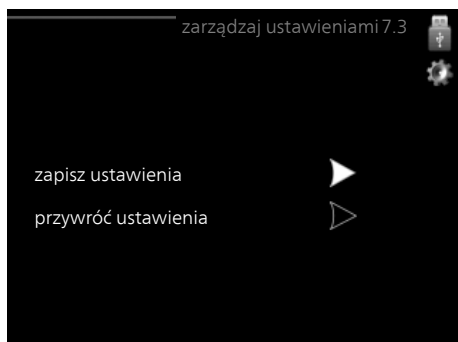 zarządzaj ustawieniami 7.3
zapisz ustawienia
przywróć ustawienia